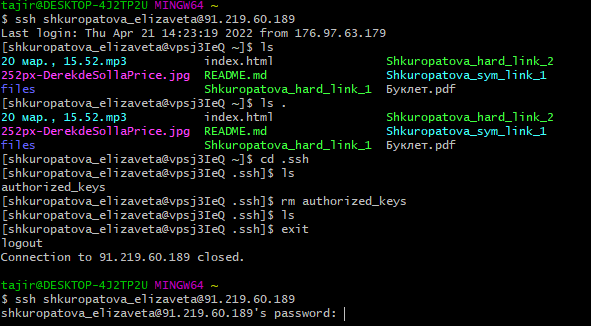 tajir@DESKTOP-4J2TP2U MINGW64 ~
$ ssh shkuropatova_elizaveta@91.219.60.189
Last login: Thu Apr 21 14:23:19 2022 from 176.97.63.179
[shkuropatova_elizaveta@vpsj3IeQ ~]$ ls
20 мар., 15.52.mp3 index.html Shkuropatova_hard_link_2
252px-DerekdeSollaPrice.jpg README.md Shkuropatova_sym_link_1
files Shkuropatova_hard_link_1 Буклет.pdf
[shkuropatova_elizaveta@vpsj3IeQ ~]$ ls .
20 мар., 15.52.mp3 index.html Shkuropatova_hard_link_2
252px-DerekdeSollaPrice.jpg README.md Shkuropatova_sym_link_1
files Shkuropatova_hard_link_1 Буклет.pdf
[shkuropatova_elizaveta@vpsj3IeQ ~]$ cd .ssh
[shkuropatova_elizaveta@vpsj3IeQ .ssh]$ ls
authorized_keys
[shkuropatova_elizaveta@vpsj3IeQ .ssh]$ rm authorized_keys
[shkuropatova_elizaveta@vpsj3IeQ .ssh]$ ls
[shkuropatova_elizaveta@vpsj3IeQ .ssh]$ exit
logout
Connection to 91.219.60.189 closed.
tajir@DESKTOP-4J2TP2U MINGW64 ~
$ ssh shkuropatova_elizaveta@91.219.60.189
shkuropatova_elizaveta@91.219.60.189's password: